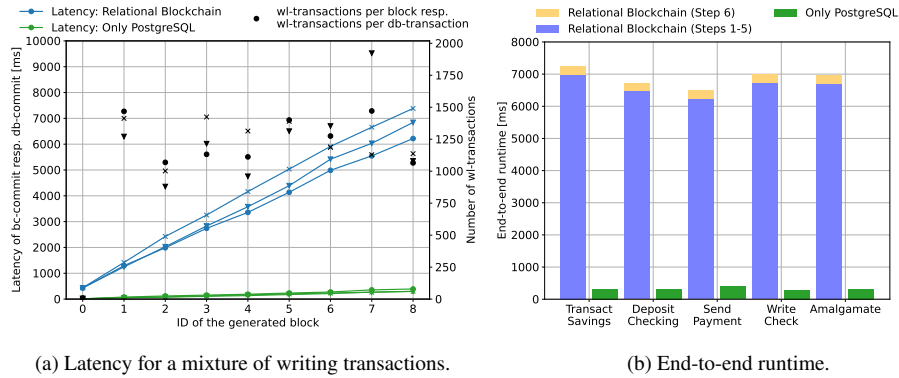 Latency: Relational Blockchain
Latency: Only PostgreSQL
wl-transactions per block resp.
wl-transactions per db-transaction
10000
9000
8000
7000
6000
5000
4000
3000
2000
1000
0
Latency of bc-commit resp. db-commit [ms]
2000
1750
1500
1250
1000
750
500
250
0
Number of wl-transactions
0 1 2 3 4 5 6 7 8
ID of the generated block
(a) Latency for a mixture of writing transactions.
Relational Blockchain (Step 6)
Relational Blockchain (Steps 1-5)
Only PostgreSQL
8000
7000
6000
5000
4000
3000
2000
1000
0
End-to-end runtime [ms]
Transact
Savings
Deposit
Checking
Send
Payment
Write
Check
Amalgamate
(b) End-to-end runtime.